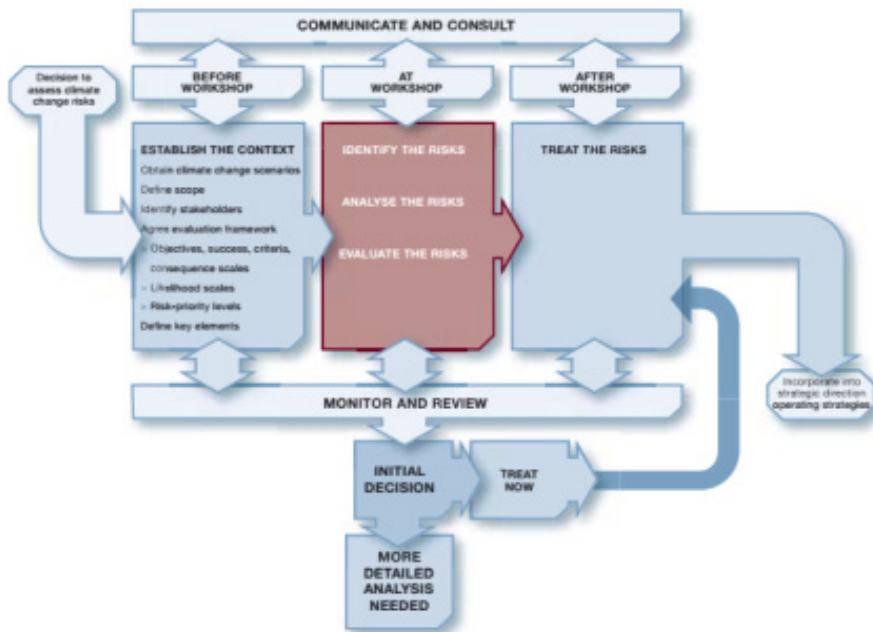 COMMUNICATE AND CONSULT
Decision to
assess climate
change risks
BEFORE
WORKSHOP
AT
WORKSHOP
AFTER
WORKSHOP
ESTABLISH THE CONTEXT
Obtain climate change scenarios
Define scope
Identify stakeholders
Agree evaluation framework
» Objectives, success, criteria,
consequence scales
» Likelihood scales
» Risk-priority levels
Define key elements
IDENTIFY THE RISKS
ANALYSE THE RISKS
EVALUATE THE RISKS
TREAT THE RISKS
Incorporate into
strategic direction
operating strategies
MONITOR AND REVIEW
INITIAL
DECISION
TREAT
NOW
MORE
DETAILED
ANALYSIS
NEEDED